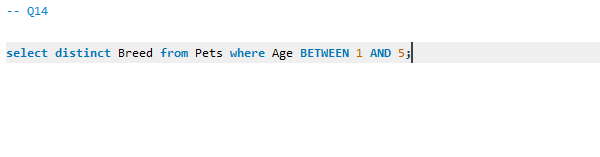 -- Q14
select distinct Breed from Pets where Age BETWEEN 1 AND 5;